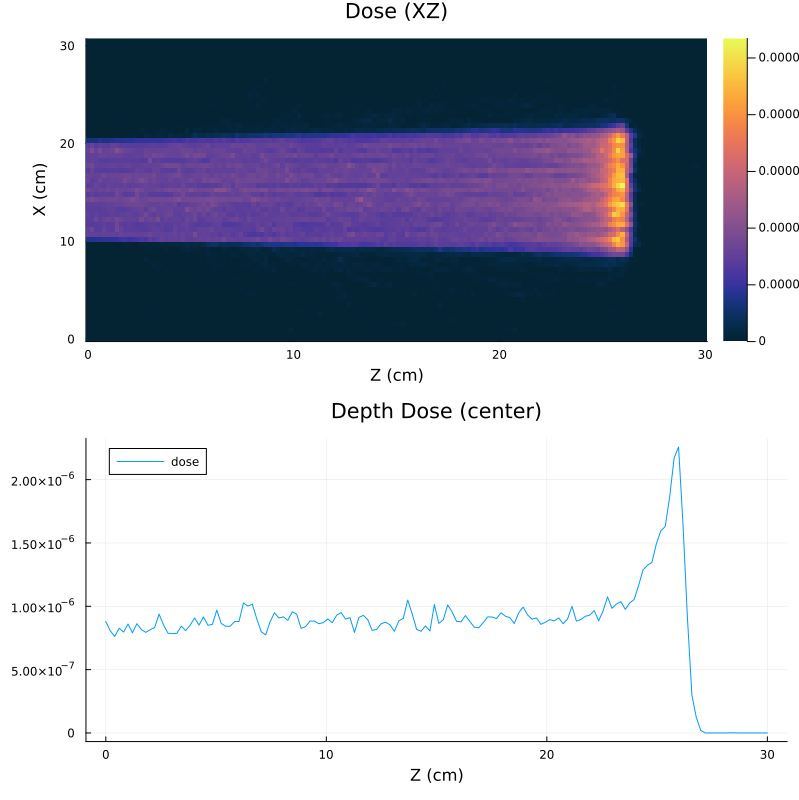 Dose (XZ)
30
20
10
0
X (cm)
0 10 20 30
Z (cm)
0.0000
0.0000
0.0000
0.0000
0.0000
0
Depth Dose (center)
dose
2.00×10⁻⁶
1.50×10⁻⁶
1.00×10⁻⁶
5.00×10⁻⁷
0
0 10 20 30
Z (cm)